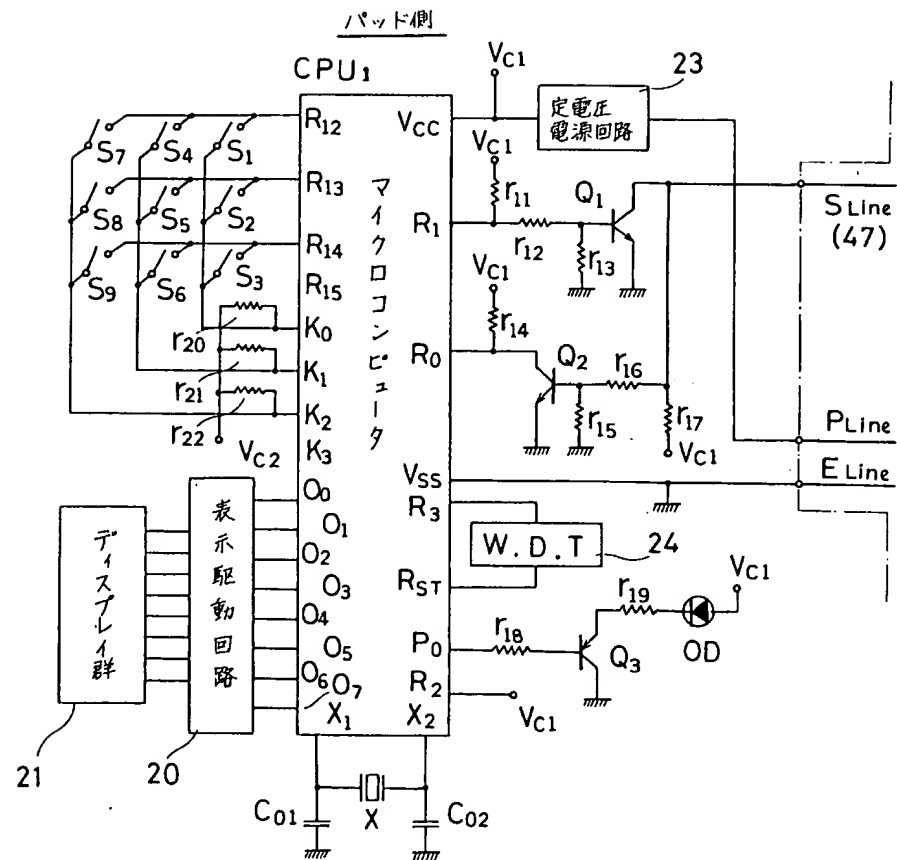 パッド側
CPU1
マイクロコンピュータ
R12
R13
R14
R15
K0
K1
K2
K3
O0
O1
O2
O3
O4
O5
O6
O7
X1
X2
VCC
R1
R0
VSS
R3
RST
P0
R2
S7
S4
S1
S8
S5
S2
S9
S6
S3
r20
r21
r22
VC2
表示駆動回路
ディスプレイ群
21
20
CO1
X
CO2
VC1
定電圧
電源回路
23
VC1
r11
r12
r13
Q1
S Line
(47)
VC1
r14
Q2
r16
r15
r17
VC1
P Line
E Line
W.D.T
24
r18
Q3
r19
OD
VC1
VC1